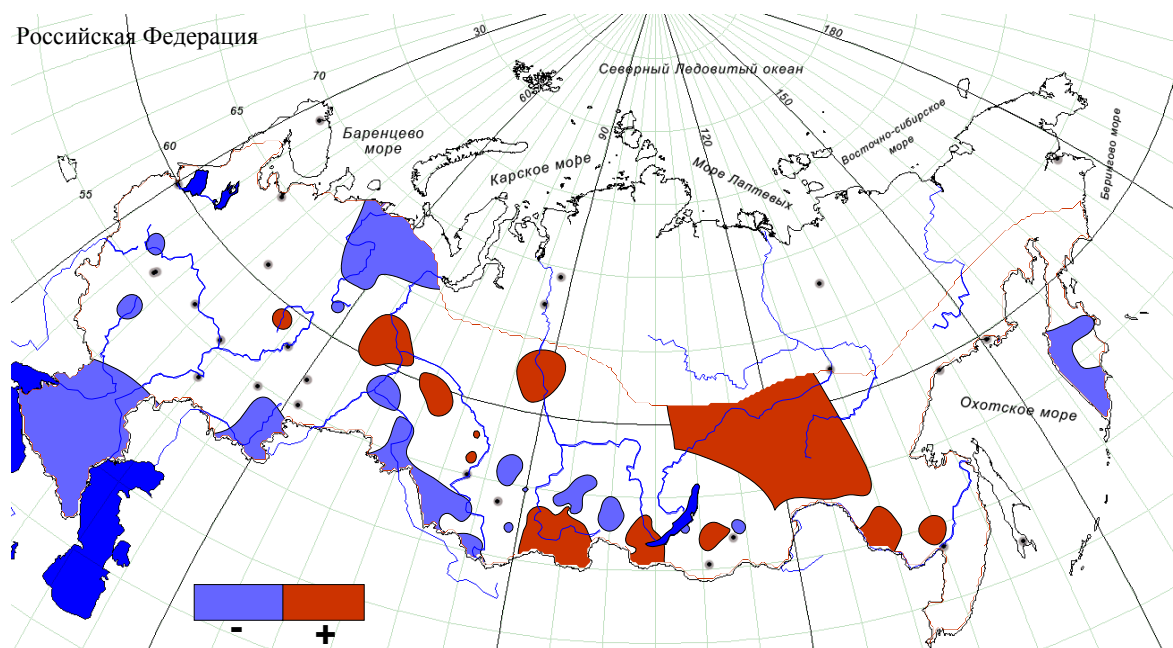 Российская Федерация
30
180
Северный Ледовитый океан
70
60
150
65
Баренцево
море
90
120
Восточно-сибирское
море
Берингово море
60
Карское море
Море Лаптевых
55
Охотское море
-
+